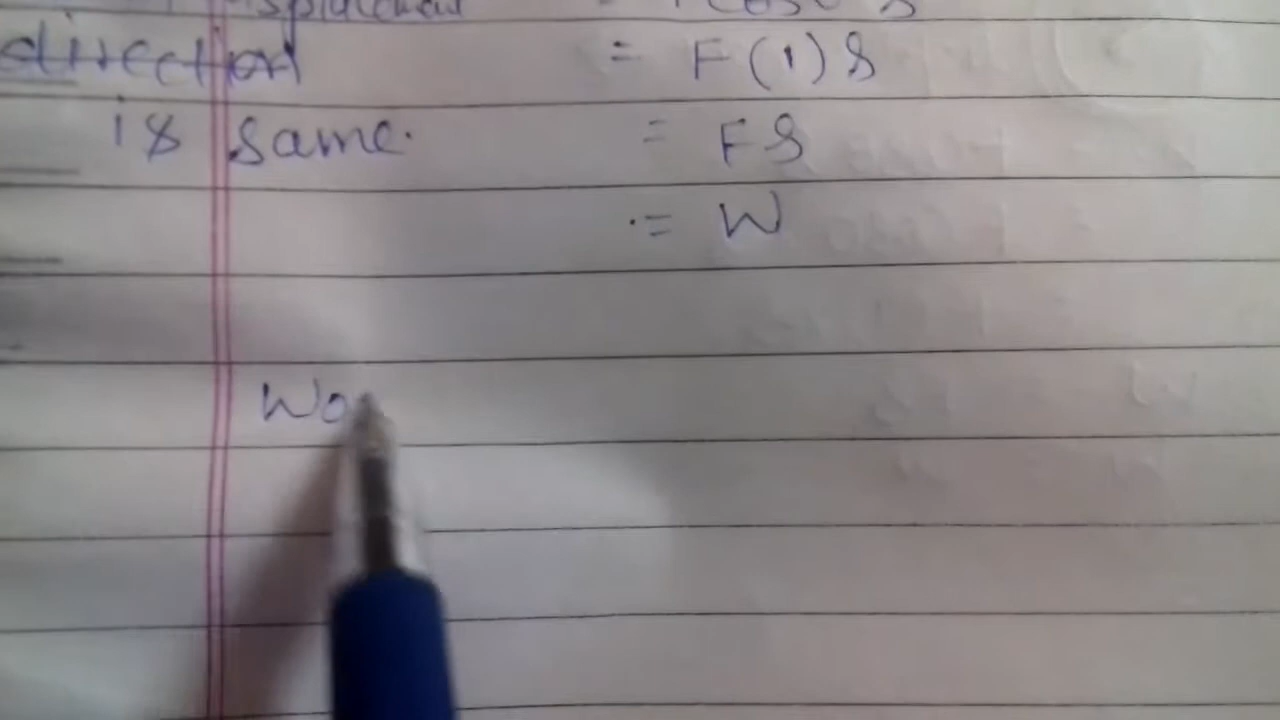 direction = F(1)S
is same. = FS
= W
Wo